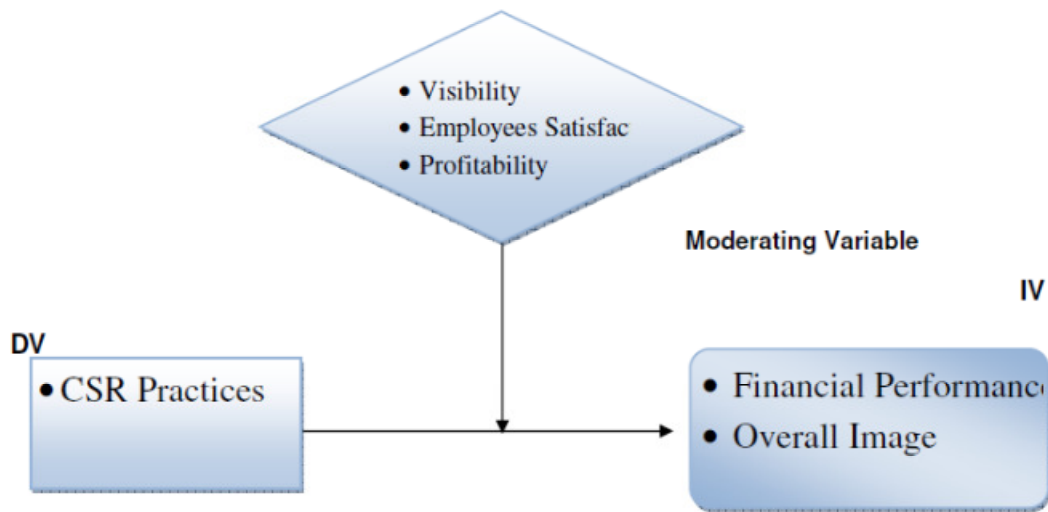 • Visibility
• Employees Satisfac
• Profitability
Moderating Variable
IV
DV
• CSR Practices
• Financial Performanc
• Overall Image